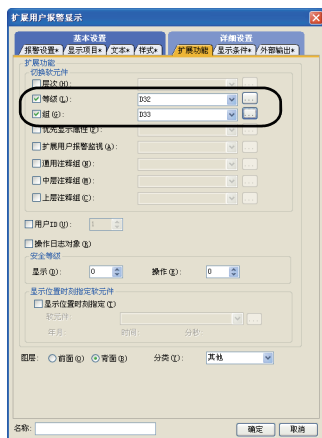 扩展用户报警显示
基本设置 详细设置
报警设置* 显示项目* 文本* 样式* 扩展功能 显示条件* 外部输出*
扩展功能
切换软元件
层次(H):
等级(L): D32 ...
组(G): D33 ...
优先显示属性(P):
扩展用户报警监视(A):
通用注释组(N):
中层注释组(M):
上层注释组(C):
用户ID(U): 1
操作日志对象(R)
安全等级
显示(D): 0 操作(E): 0
显示位置时刻指定软元件
显示位置时刻指定(T)
软元件:
年月: 时间: 分秒
图层: 前面(O) 背面(B) 分类(Y): 其他
名称: 确定 取消